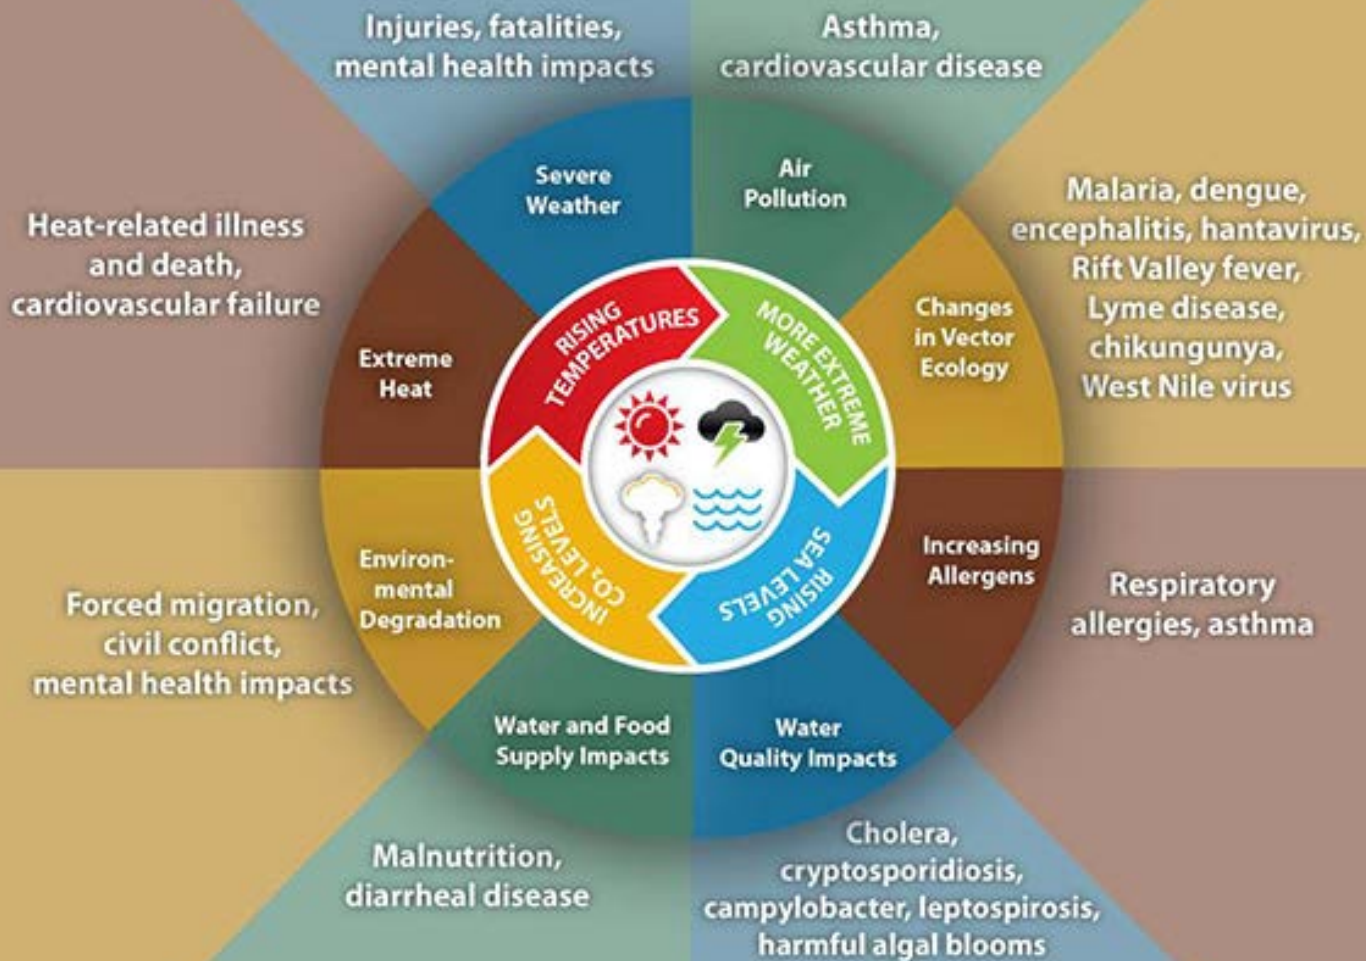 Injuries, fatalities,
mental health impacts
Asthma,
cardiovascular disease
Severe
Weather
Air
Pollution
Heat-related illness
and death,
cardiovascular failure
Extreme
Heat
Changes
in Vector
Ecology
Malaria, dengue,
encephalitis, hantavirus,
Rift Valley fever,
Lyme disease,
chikungunya,
West Nile virus
RISING
TEMPERATURES
MORE EXTREME
WEATHER
RISING
SEA LEVELS
INCREASING
CO₂ LEVELS
Forced migration,
civil conflict,
mental health impacts
Environ-
mental
Degradation
Increasing
Allergens
Respiratory
allergies, asthma
Water and Food
Supply Impacts
Water
Quality Impacts
Malnutrition,
diarrheal disease
Cholera,
cryptosporidiosis,
campylobacter, leptospirosis,
harmful algal blooms